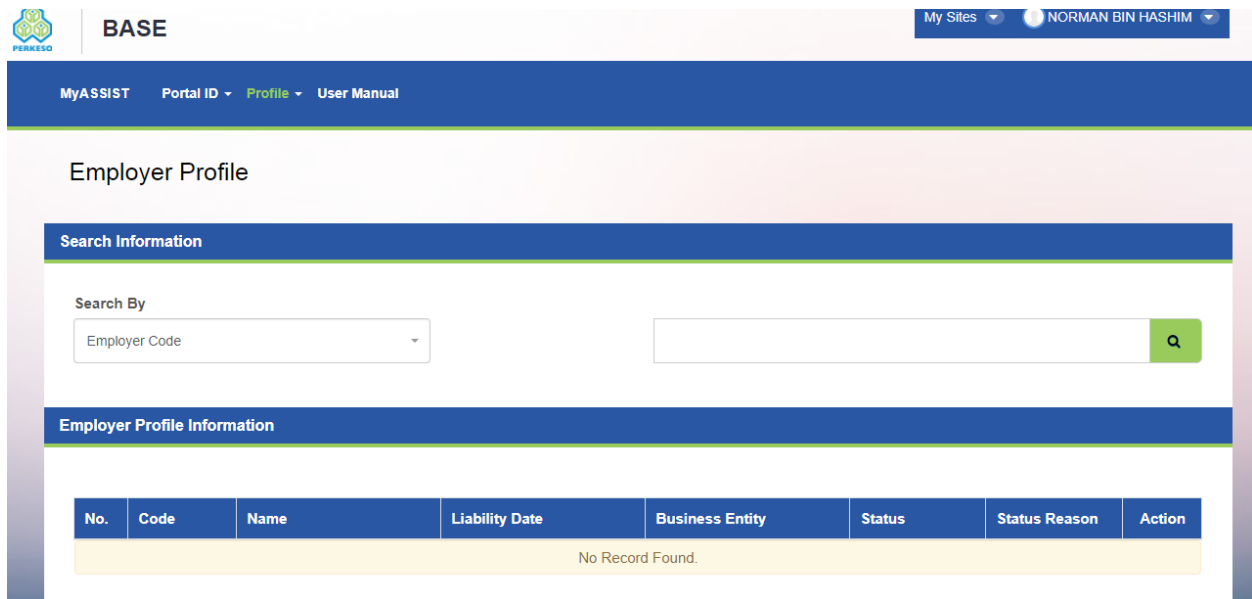 PERKESO
BASE
My Sites
NORMAN BIN HASHIM
MyASSIST Portal ID Profile User Manual
Employer Profile
Search Information
Search By
Employer Code
Employer Profile Information
No. Code Name Liability Date Business Entity Status Status Reason Action
No Record Found.